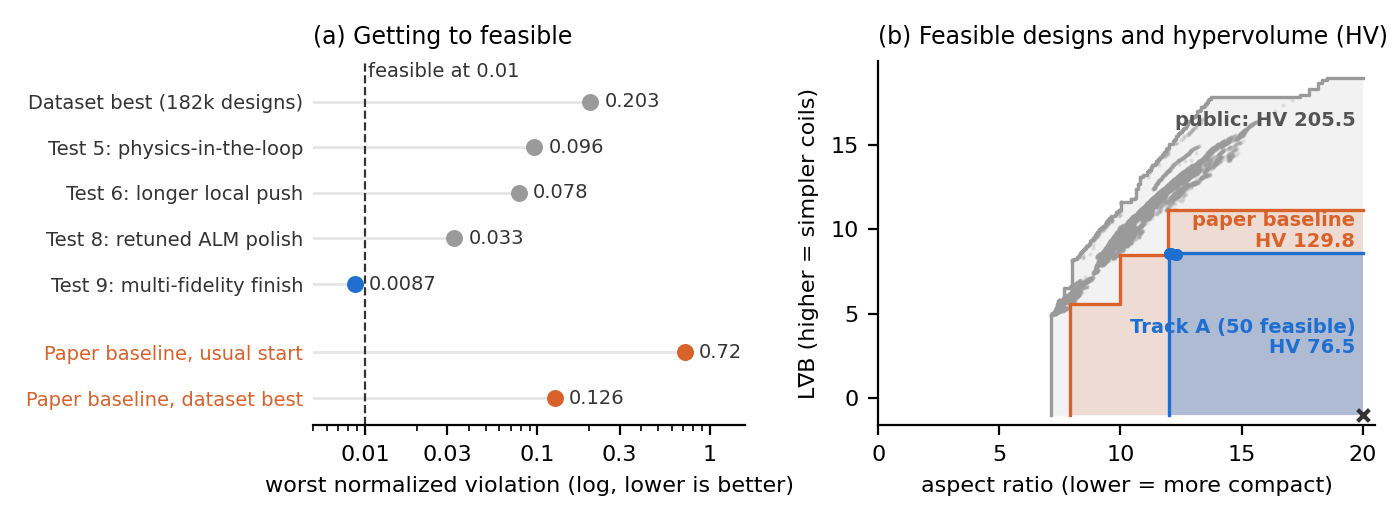 (a) Getting to feasible
feasible at 0.01
Dataset best (182k designs)
0.203
Test 5: physics-in-the-loop
0.096
Test 6: longer local push
0.078
Test 8: retuned ALM polish
0.033
Test 9: multi-fidelity finish
0.0087
Paper baseline, usual start
0.72
Paper baseline, dataset best
0.126
0.01 0.03 0.1 0.3 1
worst normalized violation (log, lower is better)
(b) Feasible designs and hypervolume (HV)
L∇B (higher = simpler coils)
15
10
5
0
public: HV 205.5
paper baseline
HV 129.8
Track A (50 feasible)
HV 76.5
0 5 10 15 20
aspect ratio (lower = more compact)